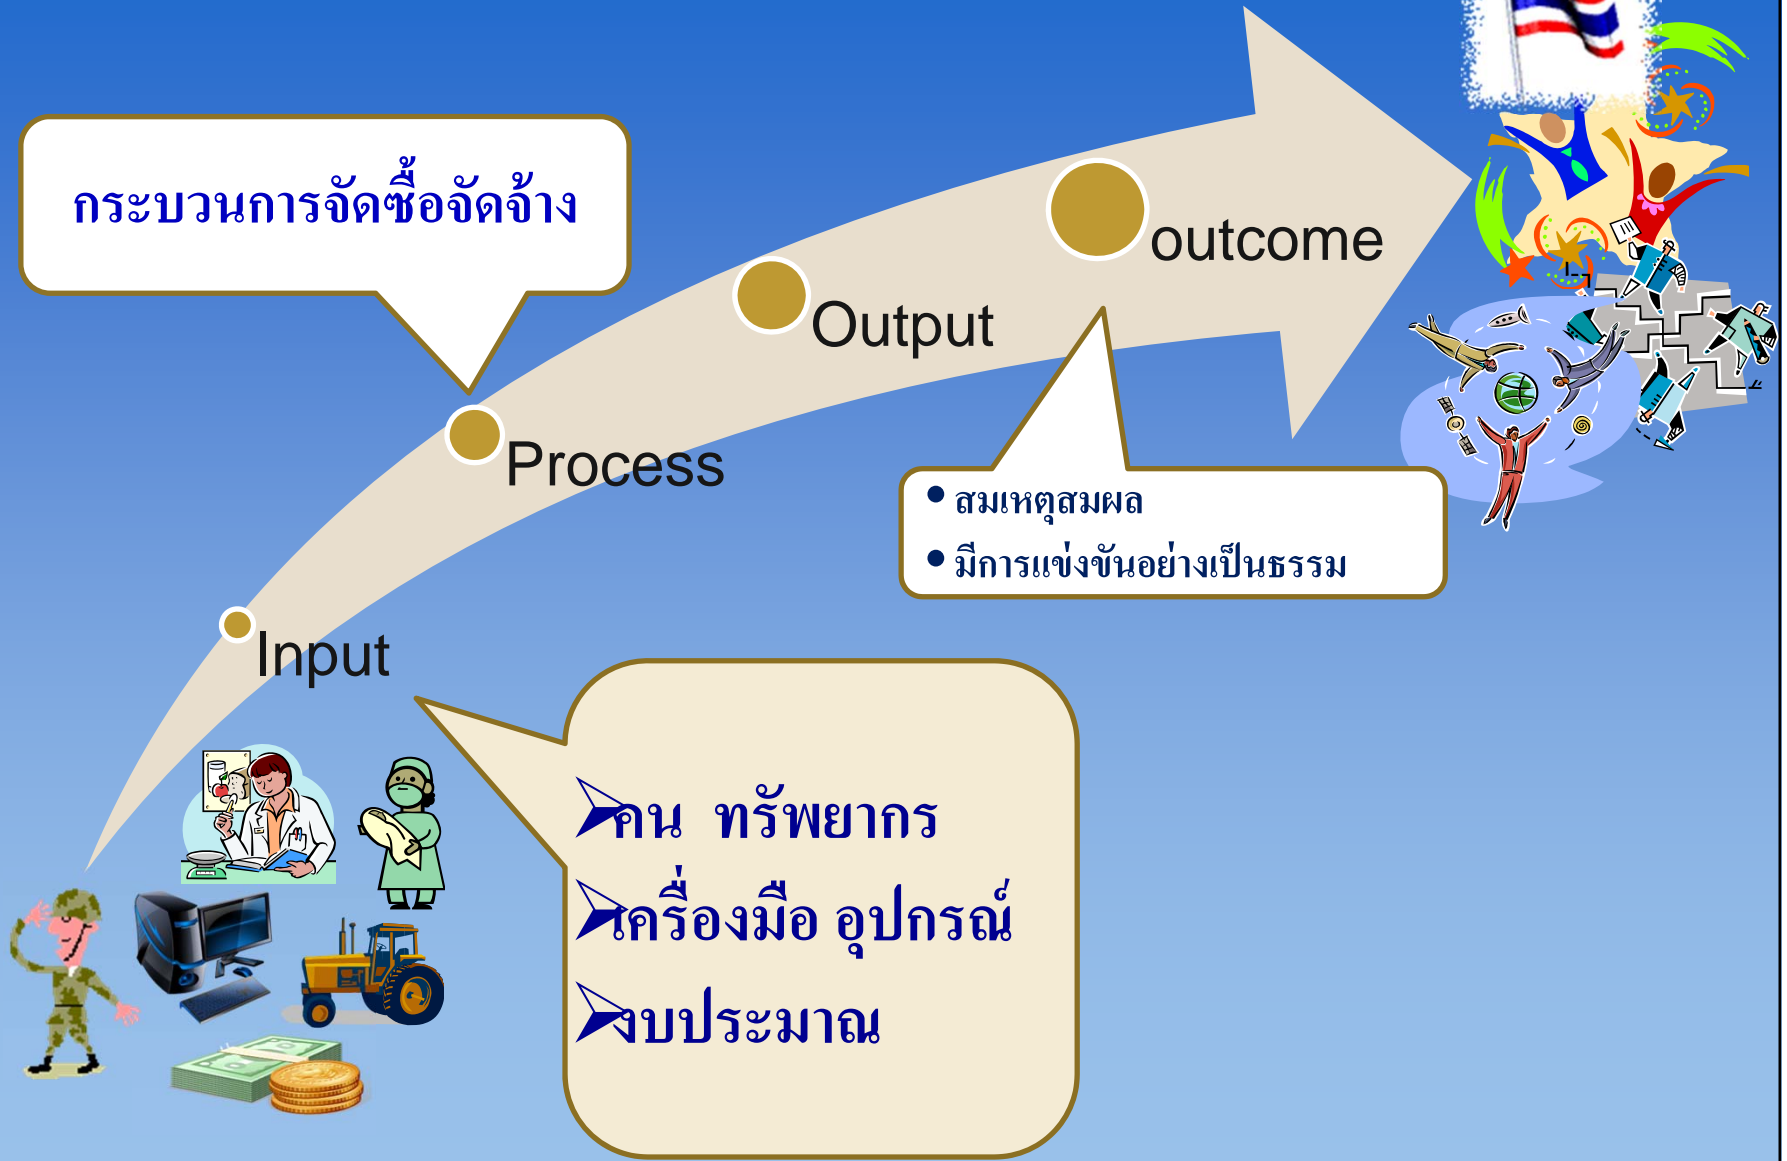 กระบวนการจัดซื้อจัดจ้าง
outcome
Output
Process
• สมเหตุสมผล
• มีการแข่งขันอย่างเป็นธรรม
Input
➢คน ทรัพยากร
➢เครื่องมือ อุปกรณ์
➢งบประมาณ